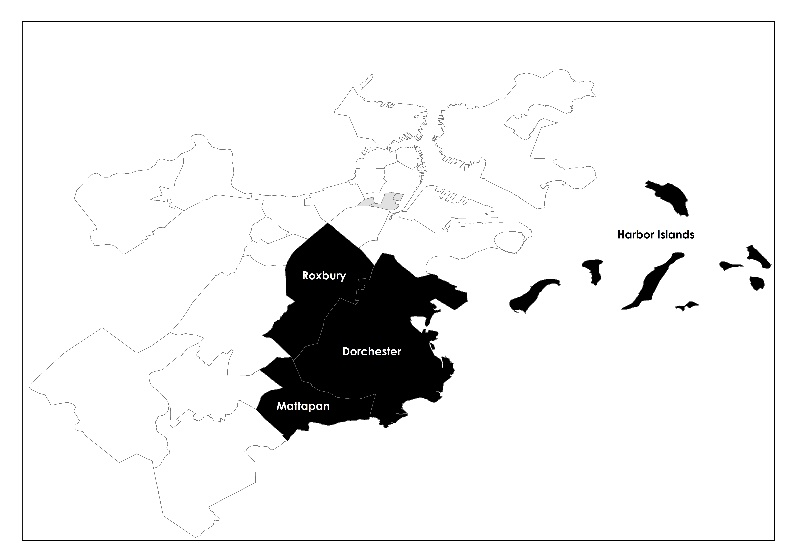 Harbor Islands
Roxbury
Dorchester
Mattapan